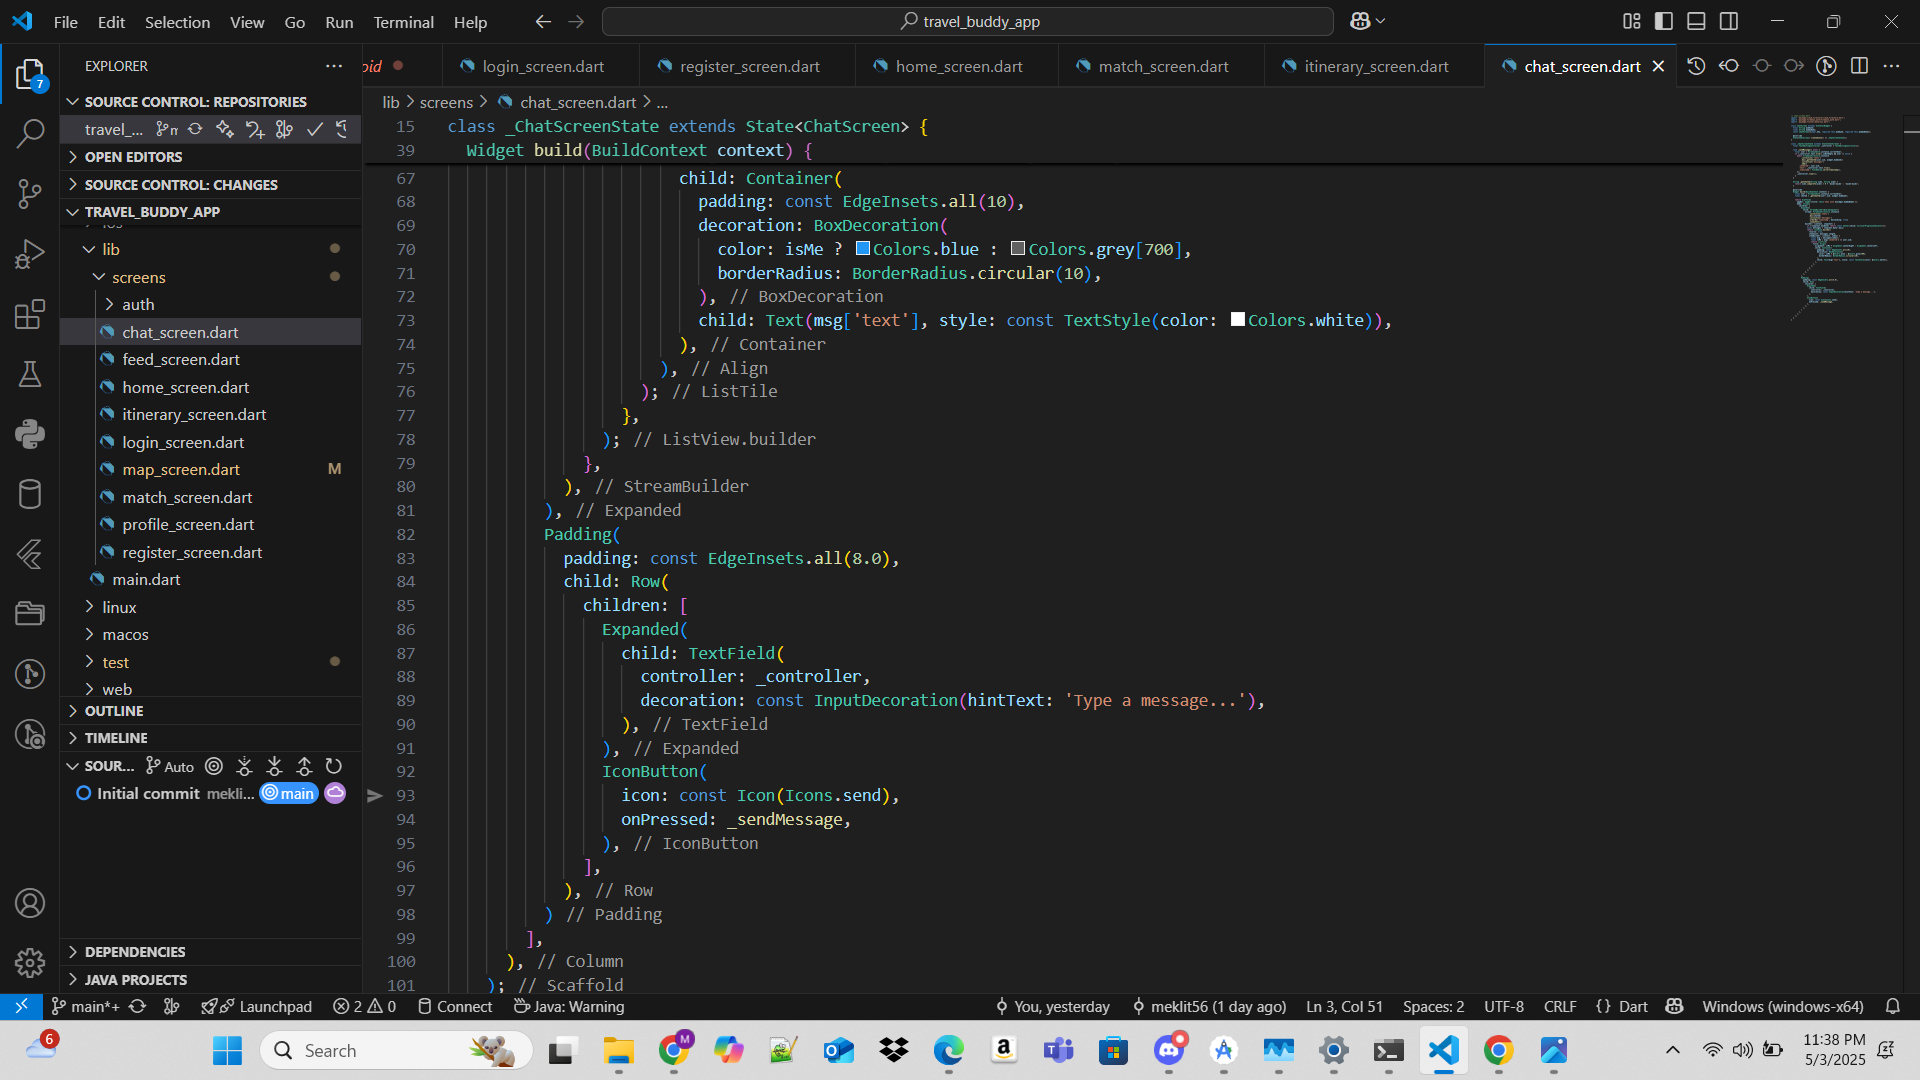 File Edit Selection View Go Run Terminal Help
travel_buddy_app
EXPLORER
SOURCE CONTROL: REPOSITORIES
travel_...
OPEN EDITORS
SOURCE CONTROL: CHANGES
TRAVEL_BUDDY_APP
lib
screens
auth
chat_screen.dart
feed_screen.dart
home_screen.dart
itinerary_screen.dart
login_screen.dart
map_screen.dart M
match_screen.dart
profile_screen.dart
register_screen.dart
main.dart
linux
macos
test
web
OUTLINE
TIMELINE
SOUR... Auto
Initial commit mekli... main
DEPENDENCIES
JAVA PROJECTS
7
oid login_screen.dart register_screen.dart home_screen.dart match_screen.dart itinerary_screen.dart chat_screen.dart
lib > screens > chat_screen.dart > ...
15 class _ChatScreenState extends State<ChatScreen> {
39 Widget build(BuildContext context) {
67 child: Container(
68 padding: const EdgeInsets.all(10),
69 decoration: BoxDecoration(
70 color: isMe ? Colors.blue : Colors.grey[700],
71 borderRadius: BorderRadius.circular(10),
72 ), // BoxDecoration
73 child: Text(msg['text'], style: const TextStyle(color: Colors.white)),
74 ), // Container
75 ), // Align
76 ); // ListTile
77 },
78 ); // ListView.builder
79 },
80 ), // StreamBuilder
81 ), // Expanded
82 Padding(
83 padding: const EdgeInsets.all(8.0),
84 child: Row(
85 children: [
86 Expanded(
87 child: TextField(
88 controller: _controller,
89 decoration: const InputDecoration(hintText: 'Type a message...'),
90 ), // TextField
91 ), // Expanded
92 IconButton(
93 icon: const Icon(Icons.send),
94 onPressed: _sendMessage,
95 ), // IconButton
96 ],
97 ), // Row
98 ) // Padding
99 ],
100 ), // Column
101 ); // Scaffold
main*+ Launchpad 2 0 Connect Java: Warning You, yesterday meklit56 (1 day ago) Ln 3, Col 51 Spaces: 2 UTF-8 CRLF {} Dart Windows (windows-x64)
6 Search M 11:38 PM
5/3/2025